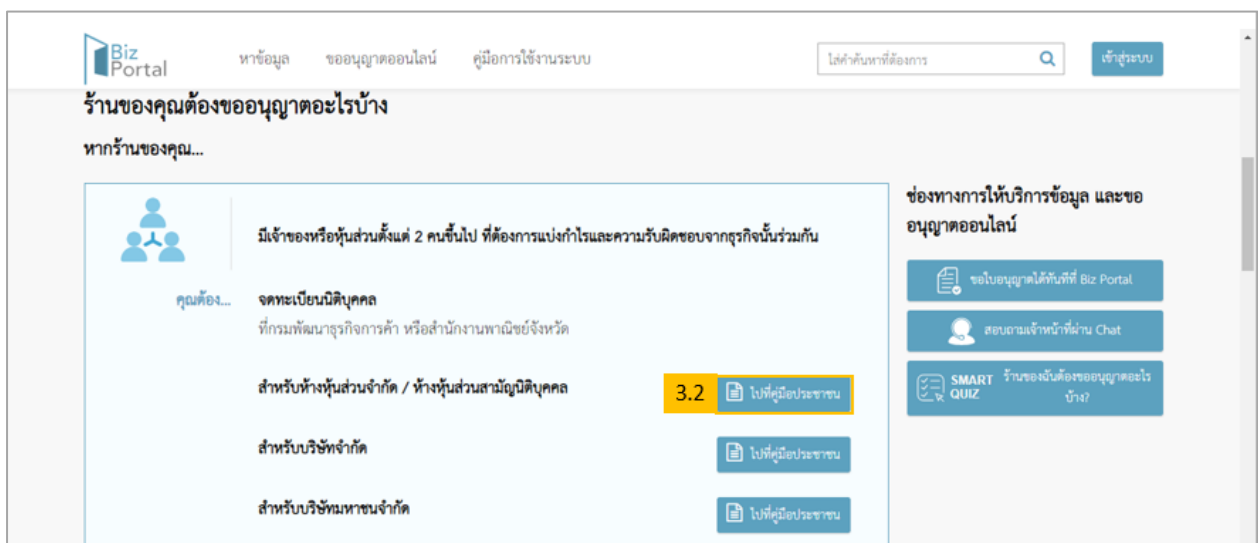 Biz
Portal
หาข้อมูล
ขออนุญาตออนไลน์
คู่มือการใช้งานระบบ
ใส่คำค้นหาที่ต้องการ
เข้าสู่ระบบ
ร้านของคุณต้องขออนุญาตอะไรบ้าง
หากร้านของคุณ...
มีเจ้าของหรือหุ้นส่วนตั้งแต่ 2 คนขึ้นไป ที่ต้องการแบ่งกำไรและความรับผิดชอบจากธุรกิจนั้นร่วมกัน
คุณต้อง...
จดทะเบียนนิติบุคคล
ที่กรมพัฒนาธุรกิจการค้า หรือสำนักงานพาณิชย์จังหวัด
สำหรับห้างหุ้นส่วนจำกัด / ห้างหุ้นส่วนสามัญนิติบุคคล
3.2
ไปที่คู่มือประชาชน
สำหรับบริษัทจำกัด
ไปที่คู่มือประชาชน
สำหรับบริษัทมหาชนจำกัด
ไปที่คู่มือประชาชน
ช่องทางการให้บริการข้อมูล และขอ
อนุญาตออนไลน์
ขอใบอนุญาตได้ทันทีที่ Biz Portal
สอบถามเจ้าหน้าที่ผ่าน Chat
SMART
QUIZ
ร้านของฉันต้องขออนุญาตอะไร
บ้าง?